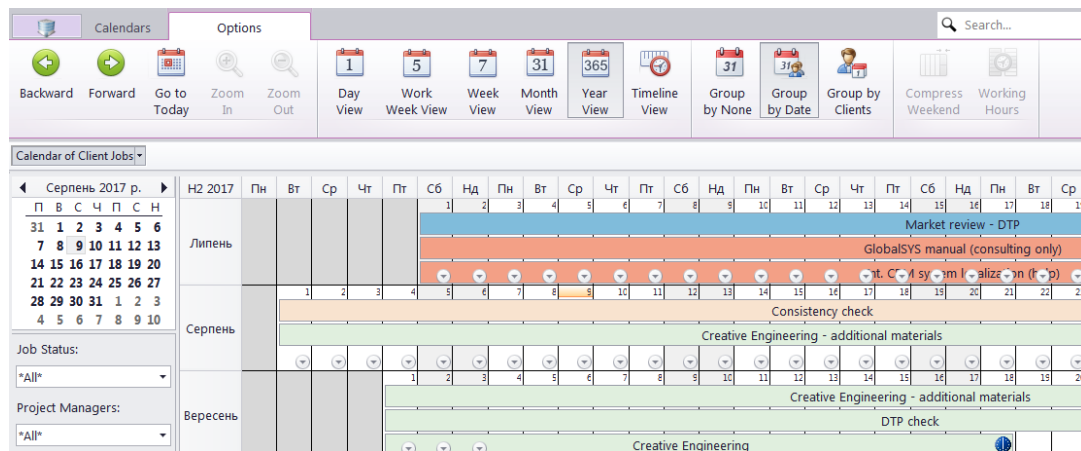 Calendars Options Search...
Backward Forward Go to Today Zoom In Zoom Out Day View Work Week View Week View Month View Year View Timeline View Group by None Group by Date Group by Clients Compress Weekend Working Hours
1 5 7 31 365 31 31
Calendar of Client Jobs
Серпень 2017 р.
П В С Ч П С Н
31 1 2 3 4 5 6
7 8 9 10 11 12 13
14 15 16 17 18 19 20
21 22 23 24 25 26 27
28 29 30 31 1 2 3
4 5 6 7 8 9 10
Job Status:
*All*
Project Managers:
*All*
H2 2017 Пн Вт Ср Чт Пт Сб Нд Пн Вт Ср Чт Пт Сб Нд Пн Вт Ср Чт Пт Сб Нд Пн Вт Ср
1 2 3 4 5 6 7 8 9 10 11 12 13 14 15 16 17 18
Липень
Market review - DTP
GlobalSYS manual (consulting only)
1 2 3 4 5 6 7 8 9 10 11 12 13 14 15 16 17 18 19 20 21 22
Серпень
Consistency check
Creative Engineering - additional materials
1 2 3 4 5 6 7 8 9 10 11 12 13 14 15 16 17 18 19
Вересень
Creative Engineering - additional materials
DTP check
Creative Engineering